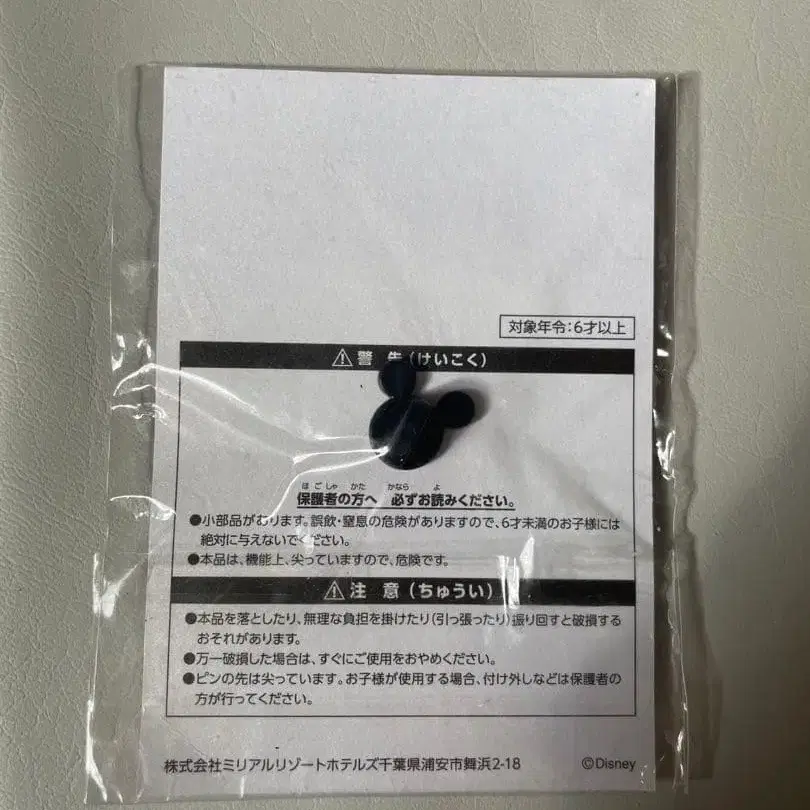 対象年令:6才以上
⚠警 告(けいこく)
ほごしゃ かた かなら よ
保護者の方へ 必ずお読みください。
●小部品があります。誤飲・窒息の危険がありますので、6才未満のお子様には
絶対に与えないでください。
●本品は、機能上、尖っていますので、危険です。
⚠注 意(ちゅうい)
●本品を落としたり、無理な負担を掛けたり(引っ張ったり)振り回すと破損する
おそれがあります。
●万一破損した場合は、すぐにご使用をおやめください。
●ピンの先は尖っています。お子様が使用する場合、付け外しなどは保護者の
方が行ってください。
株式会社ミリアルリゾートホテルズ千葉県浦安市舞浜2-18
©Disney